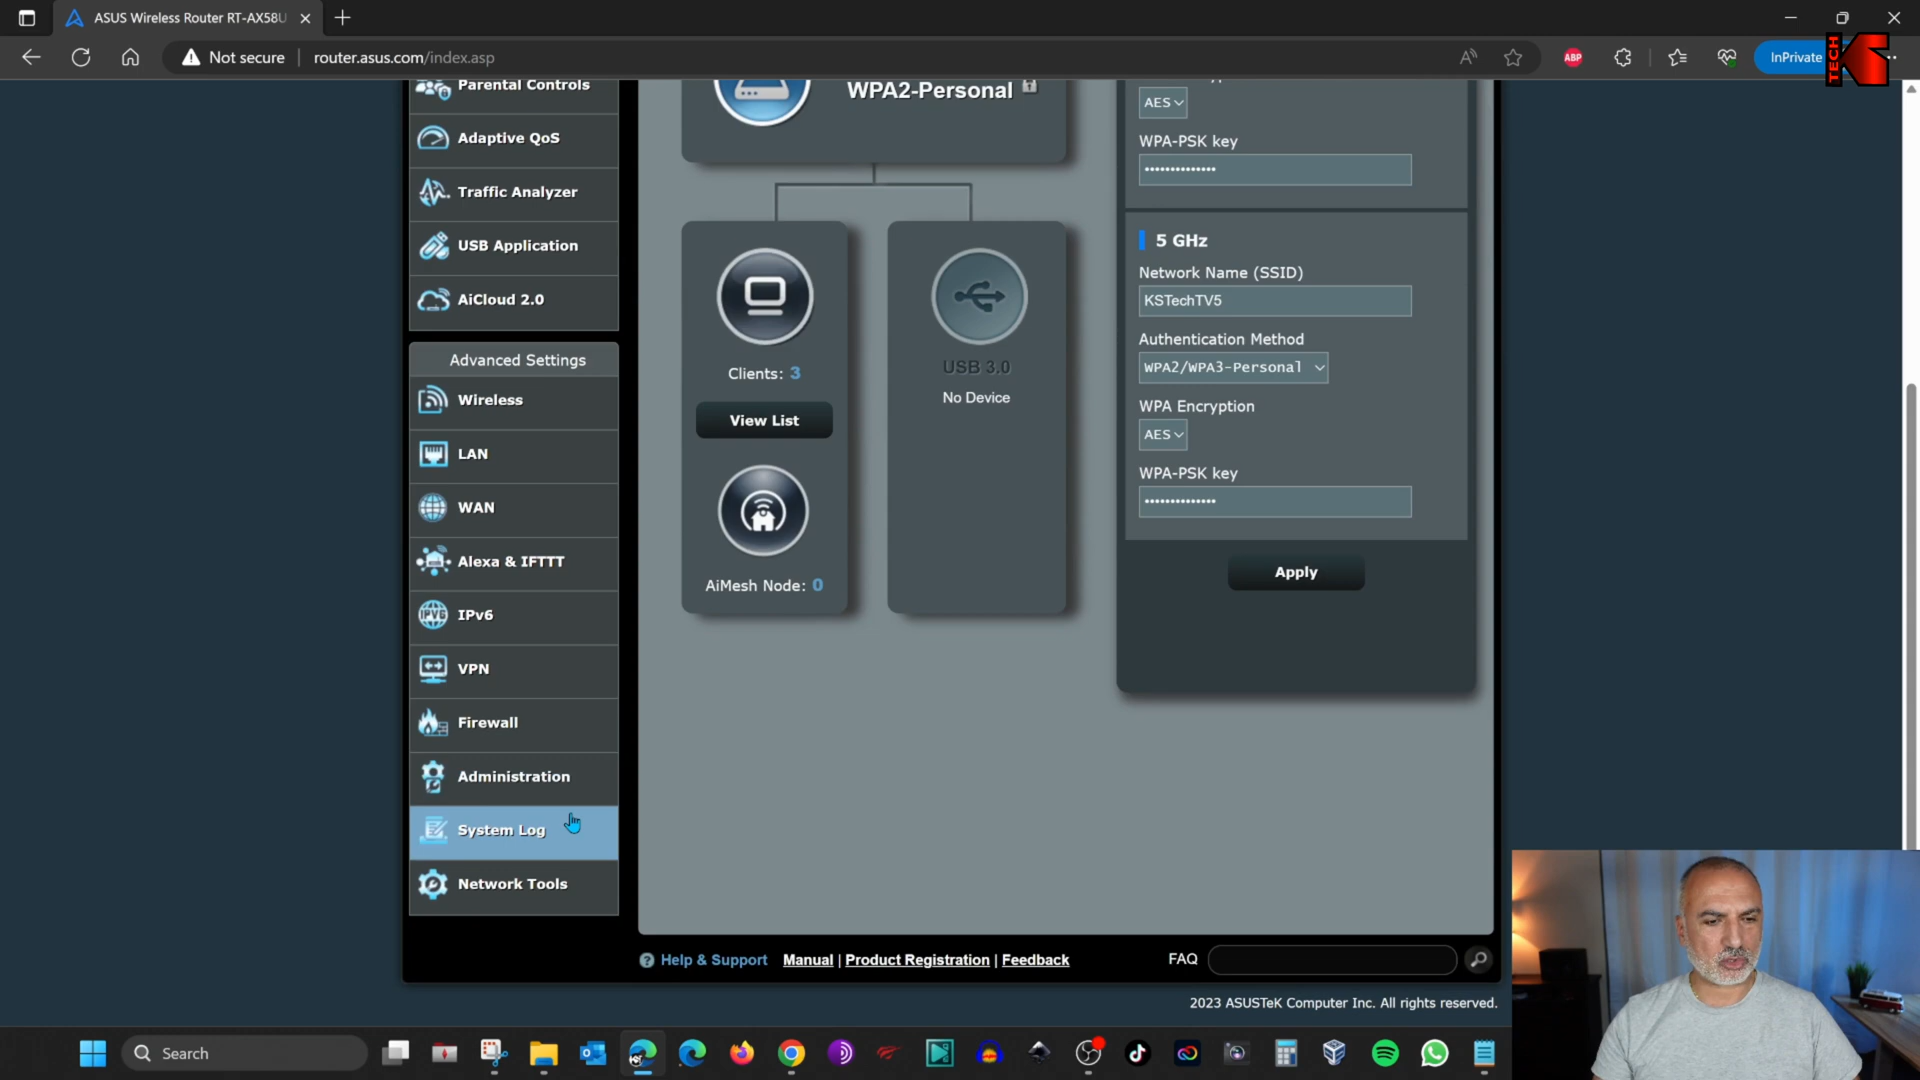 ASUS Wireless Router RT-AX58U
Not secure
router.asus.com/index.asp
ABP
InPrivate
TECH
Parental Controls
Adaptive QoS
Traffic Analyzer
USB Application
AiCloud 2.0
Advanced Settings
Wireless
LAN
WAN
Alexa & IFTTT
IPV6
IPv6
VPN
Firewall
Administration
System Log
Network Tools
WPA2-Personal
Clients: 3
View List
AiMesh Node: 0
USB 3.0
No Device
AES
WPA-PSK key
••••••••••••••
5 GHz
Network Name (SSID)
KSTechTV5
Authentication Method
WPA2/WPA3-Personal
WPA Encryption
AES
WPA-PSK key
••••••••••••••
Apply
Help & Support Manual | Product Registration | Feedback
FAQ
2023 ASUSTeK Computer Inc. All rights reserved.
Search